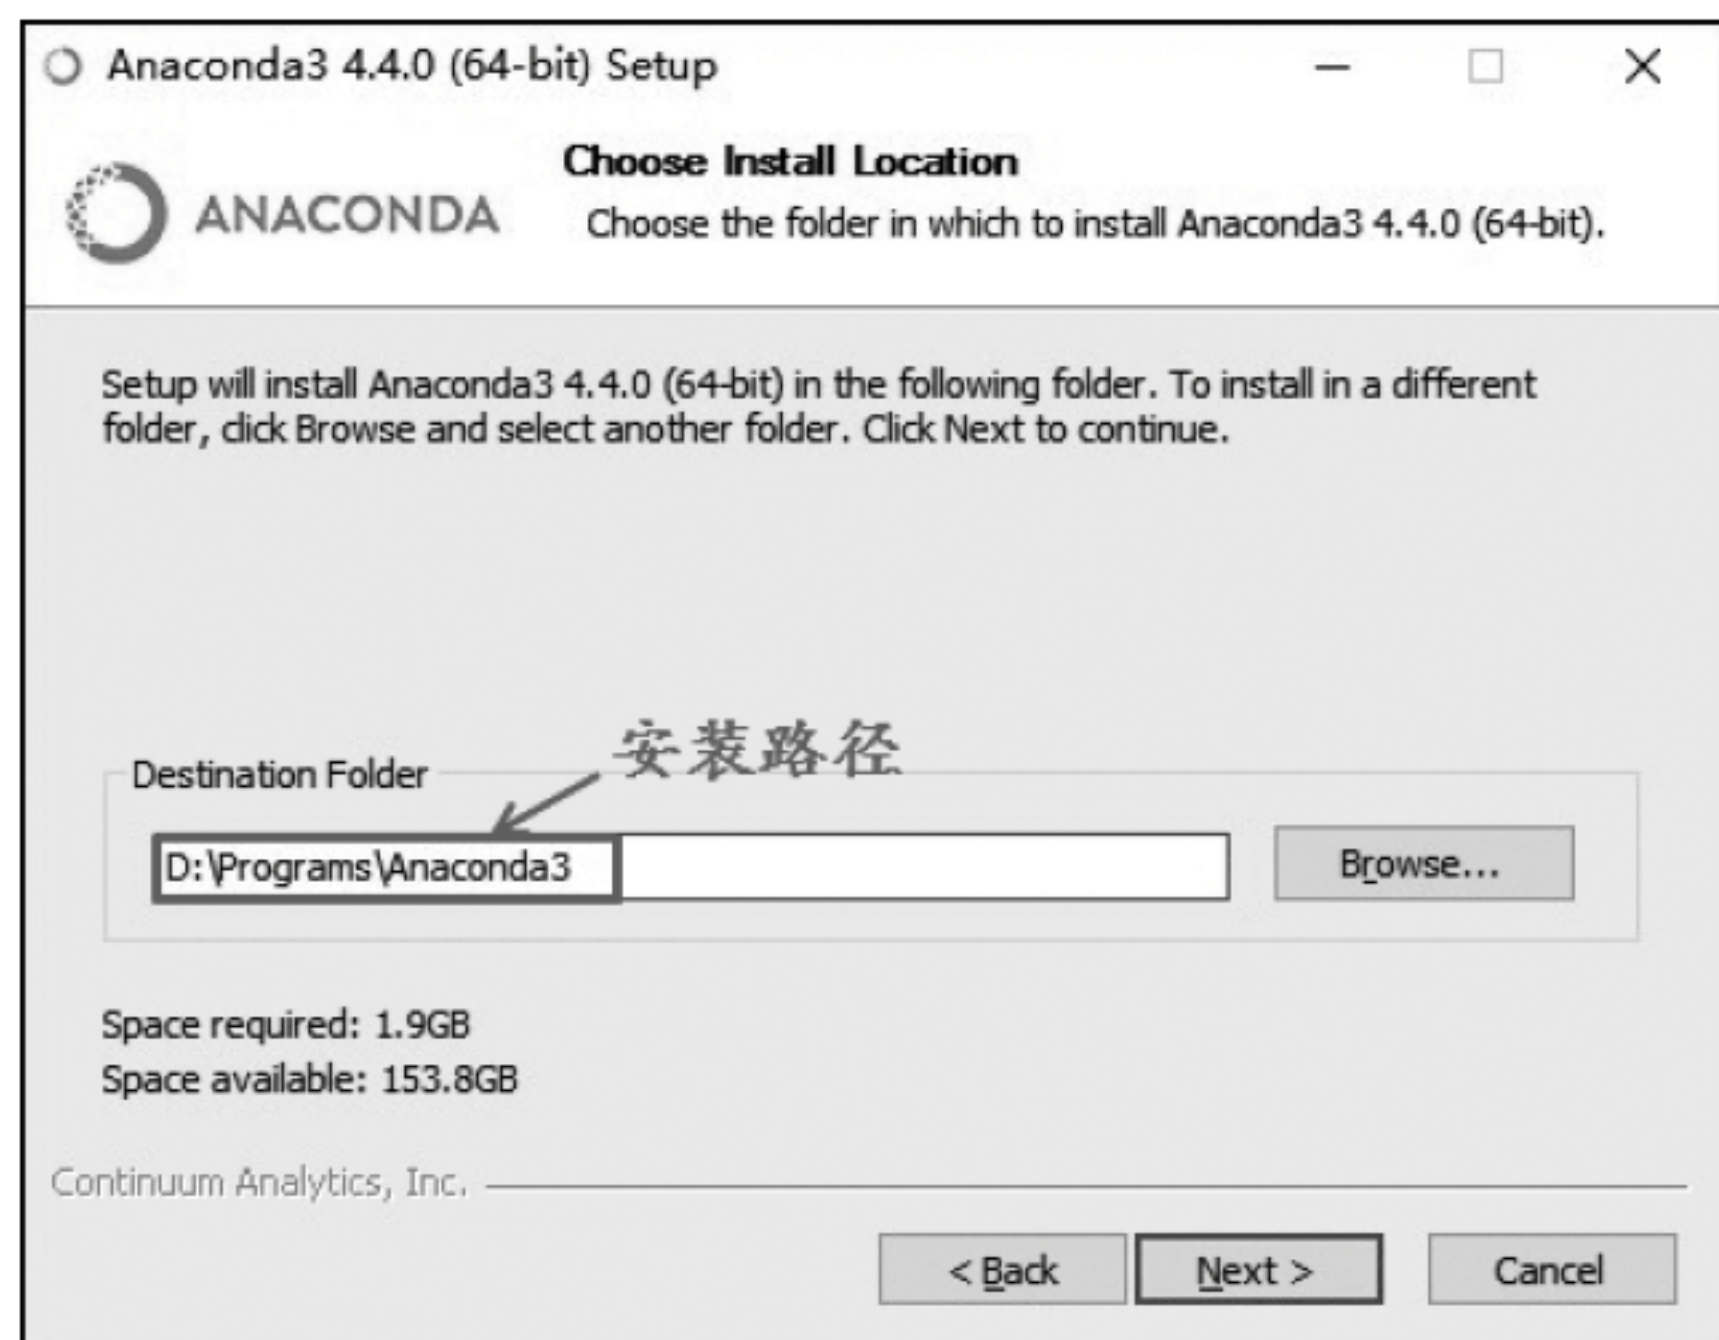 Anaconda3 4.4.0 (64-bit) Setup
ANACONDA
Choose Install Location
Choose the folder in which to install Anaconda3 4.4.0 (64-bit).
Setup will install Anaconda3 4.4.0 (64-bit) in the following folder. To install in a different
folder, click Browse and select another folder. Click Next to continue.
安装路径
Destination Folder
D:\Programs\Anaconda3
Browse...
Space required: 1.9GB
Space available: 153.8GB
Continuum Analytics, Inc.
< Back
Next >
Cancel